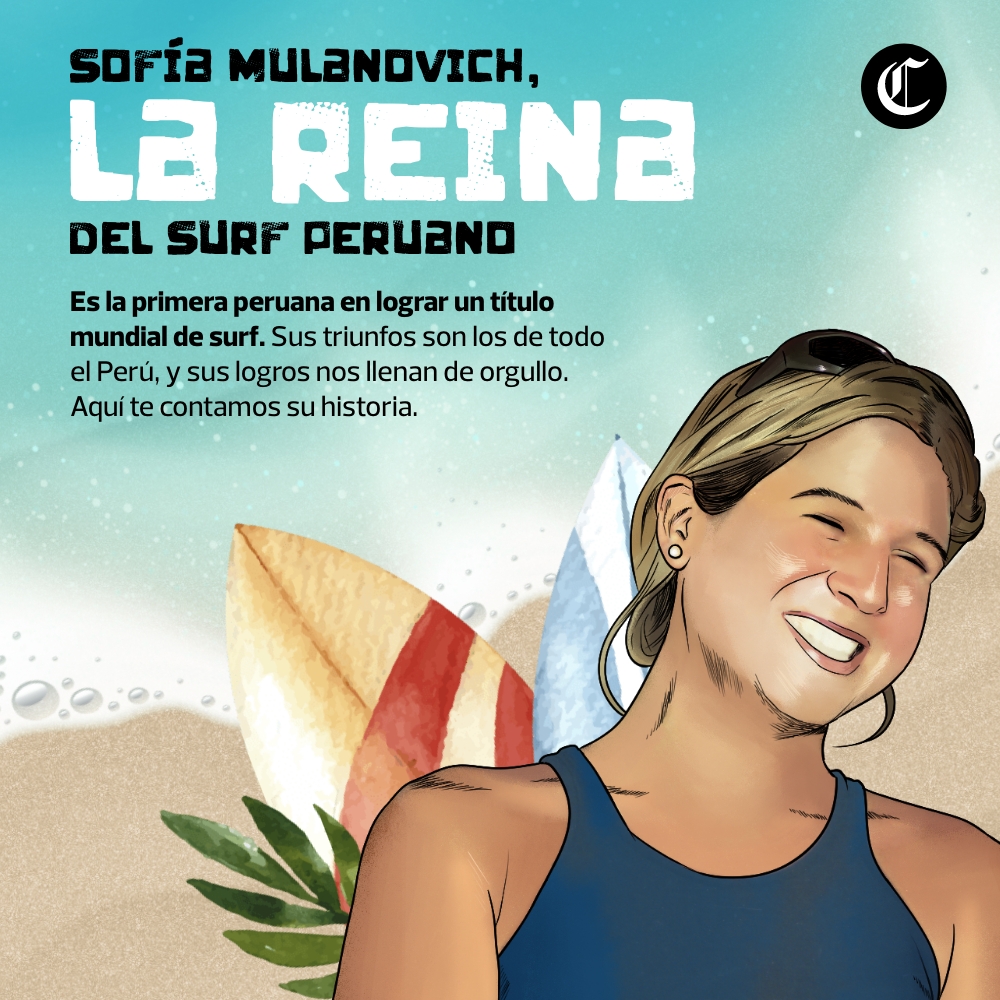 SOFÍA MULANOVICH,
LA REINA
DEL SURF PERUANO
C
Es la primera peruana en lograr un título
mundial de surf. Sus triunfos son los de todo
el Perú, y sus logros nos llenan de orgullo.
Aquí te contamos su historia.